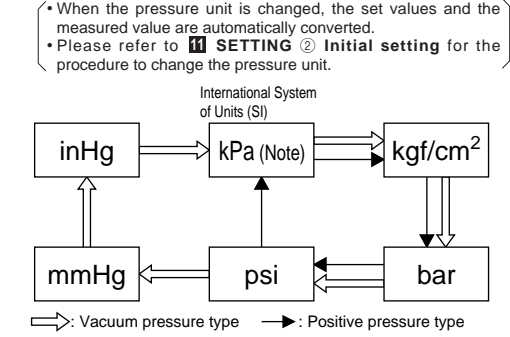 • When the pressure unit is changed, the set values and the
measured value are automatically converted.
• Please refer to 11 SETTING ② Initial setting for the
procedure to change the pressure unit.
International System
of Units (SI)
inHg
kPa (Note)
kgf/cm²
mmHg
psi
bar
: Vacuum pressure type
: Positive pressure type